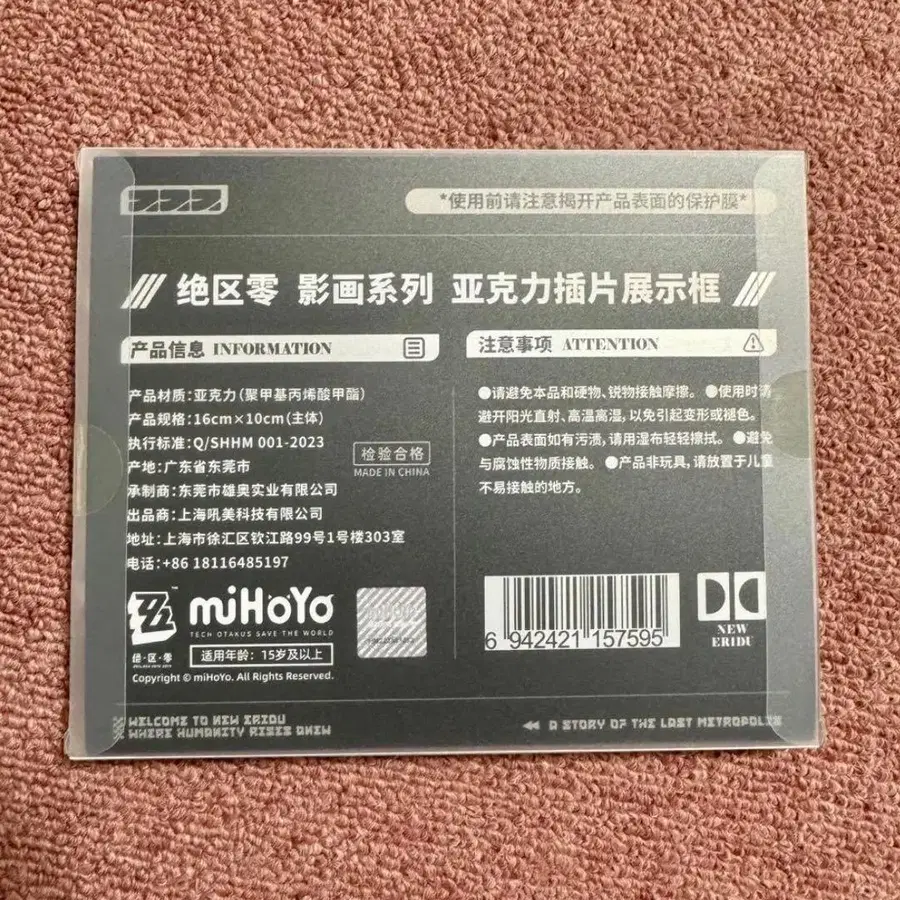 *使用前请注意揭开产品表面的保护膜*
绝区零 影画系列 亚克力插片展示框
产品信息 INFORMATION
产品材质:亚克力(聚甲基丙烯酸甲酯)
产品规格:16cm×10cm(主体)
执行标准:Q/SHHM 001-2023
产地:广东省东莞市
承制商:东莞市雄奥实业有限公司
出品商:上海吼美科技有限公司
地址:上海市徐汇区钦江路99号1号楼303室
电话:+86 18116485197
检验合格
MADE IN CHINA
注意事项 ATTENTION
●请避免本品和硬物、锐物接触摩擦。 ●使用时请
避开阳光直射、高温高湿,以免引起变形或褪色。
●产品表面如有污渍,请用湿布轻轻擦拭。 ●避免
与腐蚀性物质接触。 ●产品非玩具,请放置于儿童
不易接触的地方。
绝·区·零
miHoYo
TECH OTAKUS SAVE THE WORLD
适用年龄: 15岁及以上
Copyright © miHoYo. All Rights Reserved.
6 942421 157595
NEW
ERIDU
WELCOME TO NEW ERIDU
WHERE HUMANITY RISES ANEW
A STORY OF THE LAST METROPOLIS